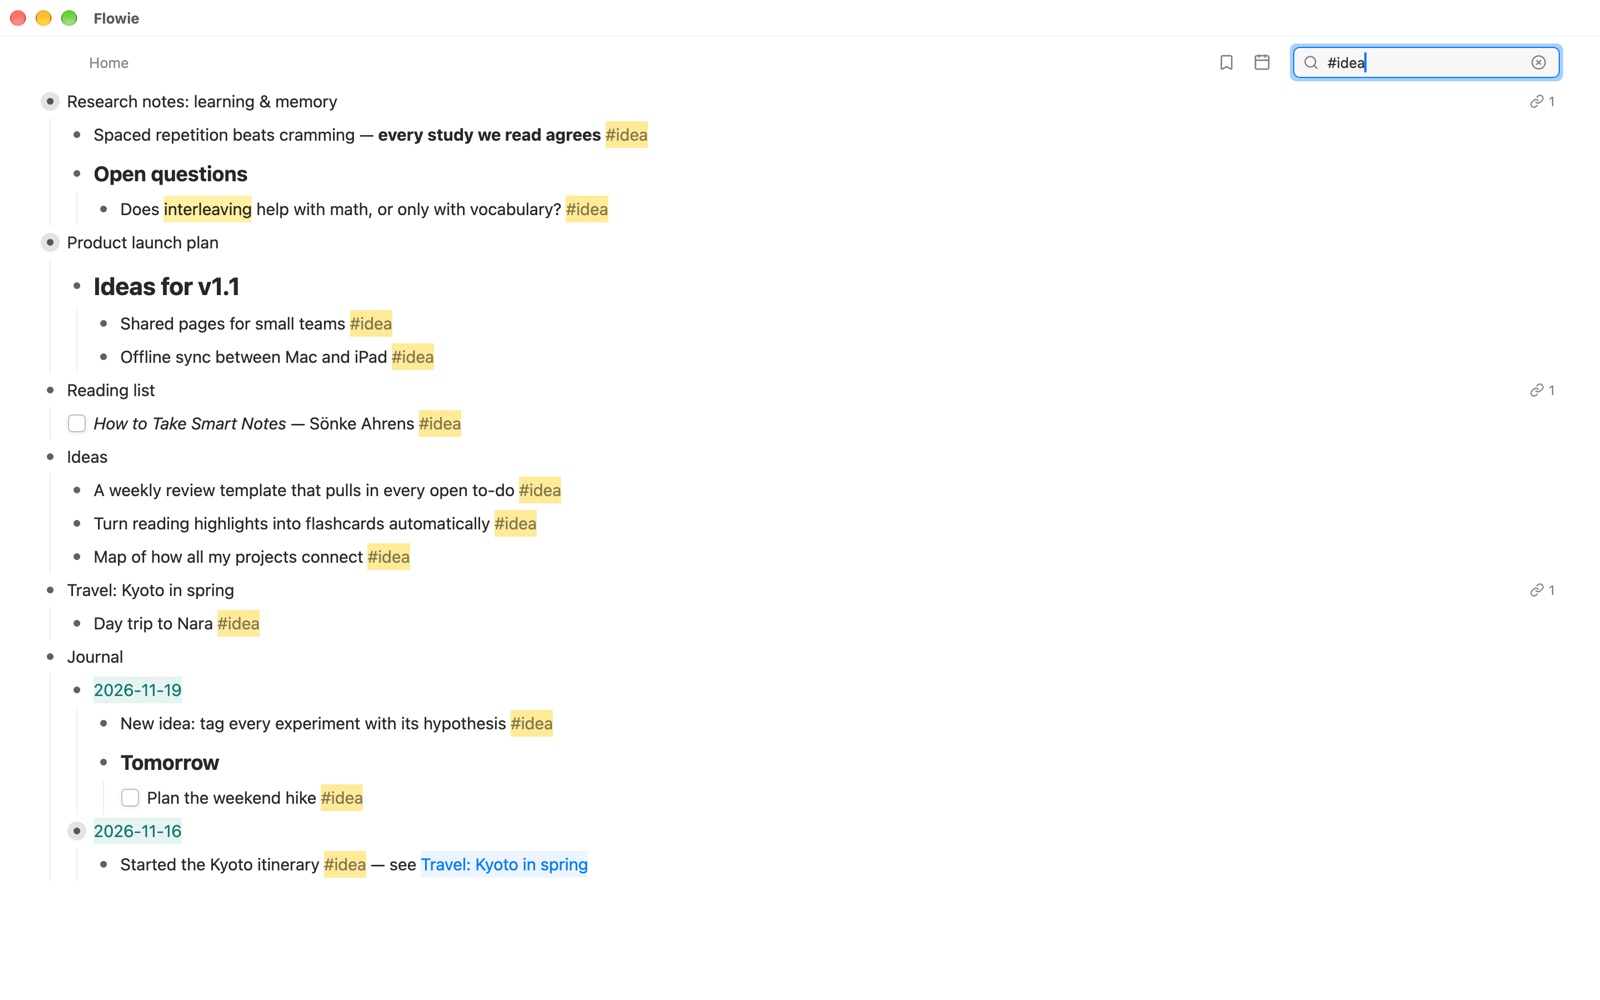 Flowie
Home
#idea
Research notes: learning & memory
1
Spaced repetition beats cramming — every study we read agrees #idea
Open questions
Does interleaving help with math, or only with vocabulary? #idea
Product launch plan
Ideas for v1.1
Shared pages for small teams #idea
Offline sync between Mac and iPad #idea
Reading list
1
How to Take Smart Notes — Sönke Ahrens #idea
Ideas
A weekly review template that pulls in every open to-do #idea
Turn reading highlights into flashcards automatically #idea
Map of how all my projects connect #idea
Travel: Kyoto in spring
1
Day trip to Nara #idea
Journal
2026-11-19
New idea: tag every experiment with its hypothesis #idea
Tomorrow
Plan the weekend hike #idea
2026-11-16
Started the Kyoto itinerary #idea — see Travel: Kyoto in spring